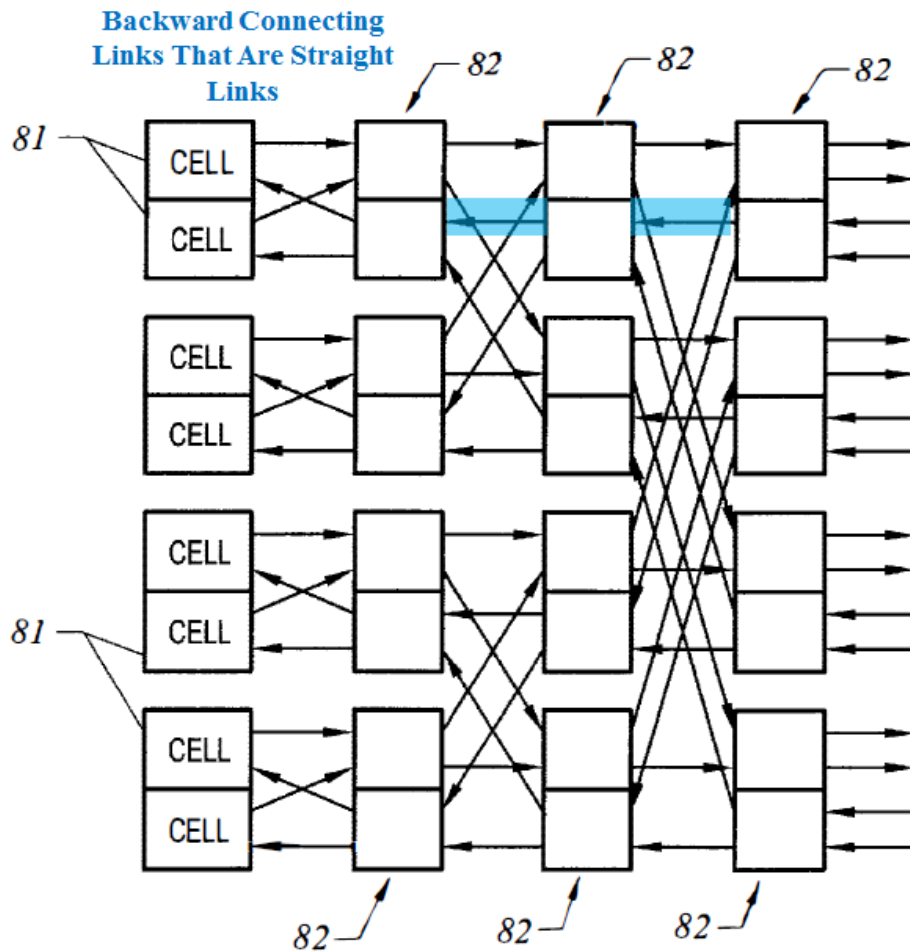 Backward Connecting
Links That Are Straight
Links
82
82
82
81
CELL
CELL
CELL
CELL
CELL
81
CELL
CELL
CELL
82
82
82